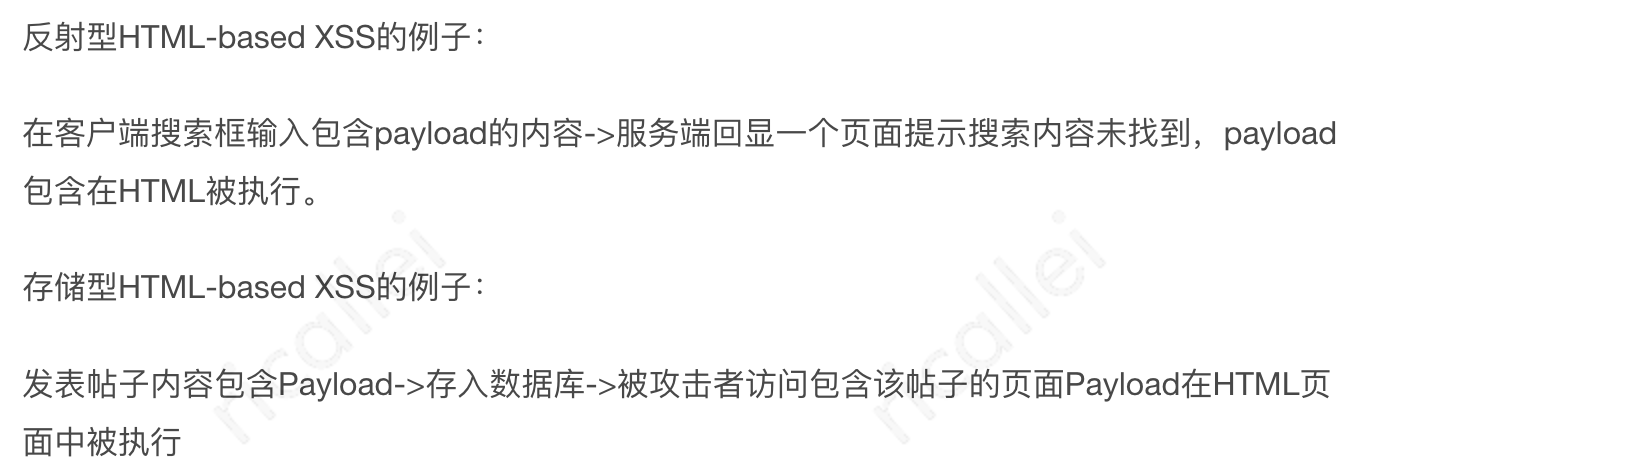 反射型HTML-based XSS的例子：
在客户端搜索框输入包含payload的内容->服务端回显一个页面提示搜索内容未找到，payload
包含在HTML被执行。
存储型HTML-based XSS的例子：
发表帖子内容包含Payload->存入数据库->被攻击者访问包含该帖子的页面Payload在HTML页
面中被执行
ricallei
ricallei